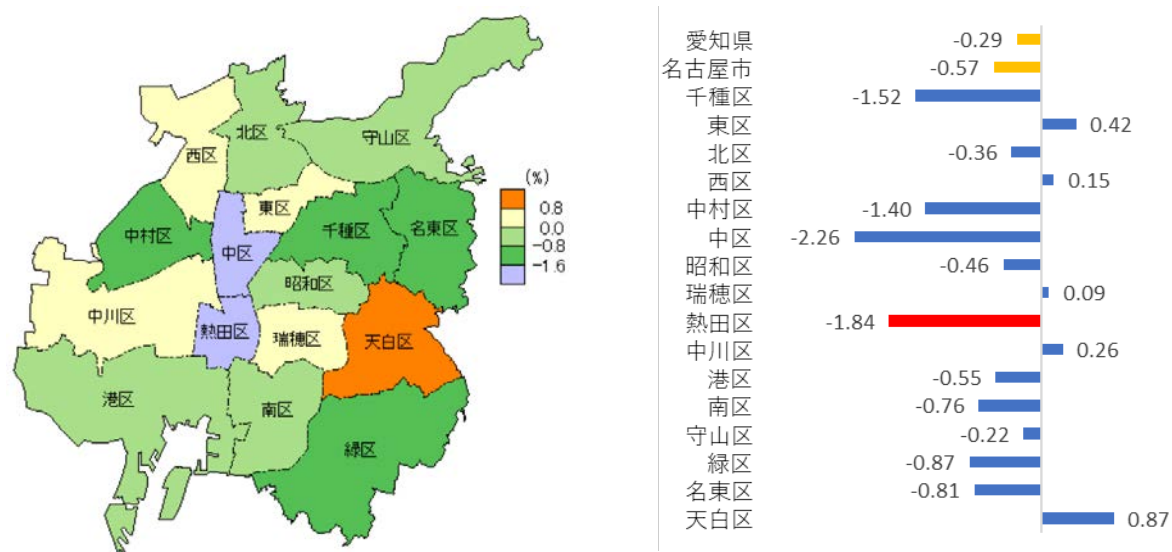 北区
守山区
西区
東区
中村区
中区
千種区
名東区
昭和区
中川区
熱田区
瑞穂区
天白区
港区
南区
緑区
(%)
0.8
0.0
-0.8
-1.6
愛知県 -0.29
名古屋市 -0.57
千種区 -1.52
東区 0.42
北区 -0.36
西区 0.15
中村区 -1.40
中区 -2.26
昭和区 -0.46
瑞穂区 0.09
熱田区 -1.84
中川区 0.26
港区 -0.55
南区 -0.76
守山区 -0.22
緑区 -0.87
名東区 -0.81
天白区 0.87